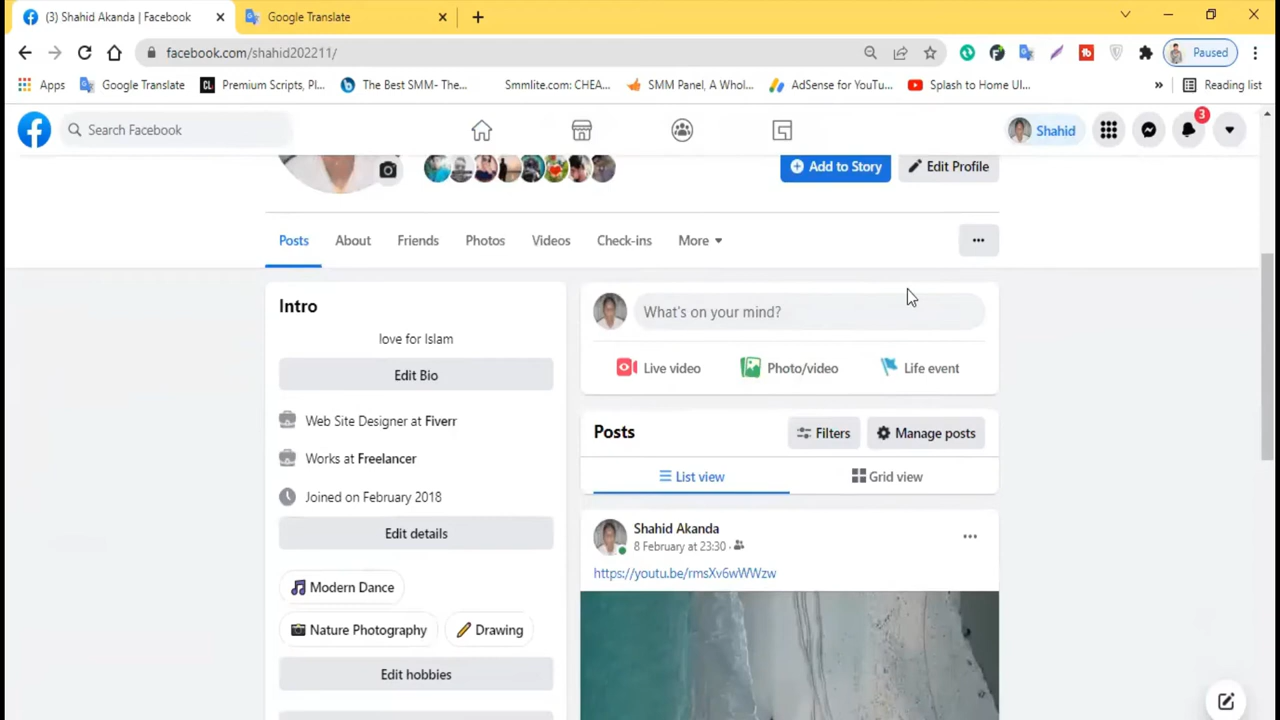 (3) Shahid Akanda | Facebook
Google Translate
facebook.com/shahid202211/
Paused
Apps
Google Translate
CL
Premium Scripts, Pl...
The Best SMM- The...
Smmlite.com: CHEA...
SMM Panel, A Whol...
AdSense for YouTu...
Splash to Home UI...
»
Reading list
Search Facebook
Shahid
3
Add to Story
Edit Profile
Posts
About
Friends
Photos
Videos
Check-ins
More
Intro
love for Islam
Edit Bio
Web Site Designer at Fiverr
Works at Freelancer
Joined on February 2018
Edit details
Modern Dance
Nature Photography
Drawing
Edit hobbies
What's on your mind?
Live video
Photo/video
Life event
Posts
Filters
Manage posts
List view
Grid view
Shahid Akanda
8 February at 23:30 ·
https://youtu.be/rmsXv6wWWzw